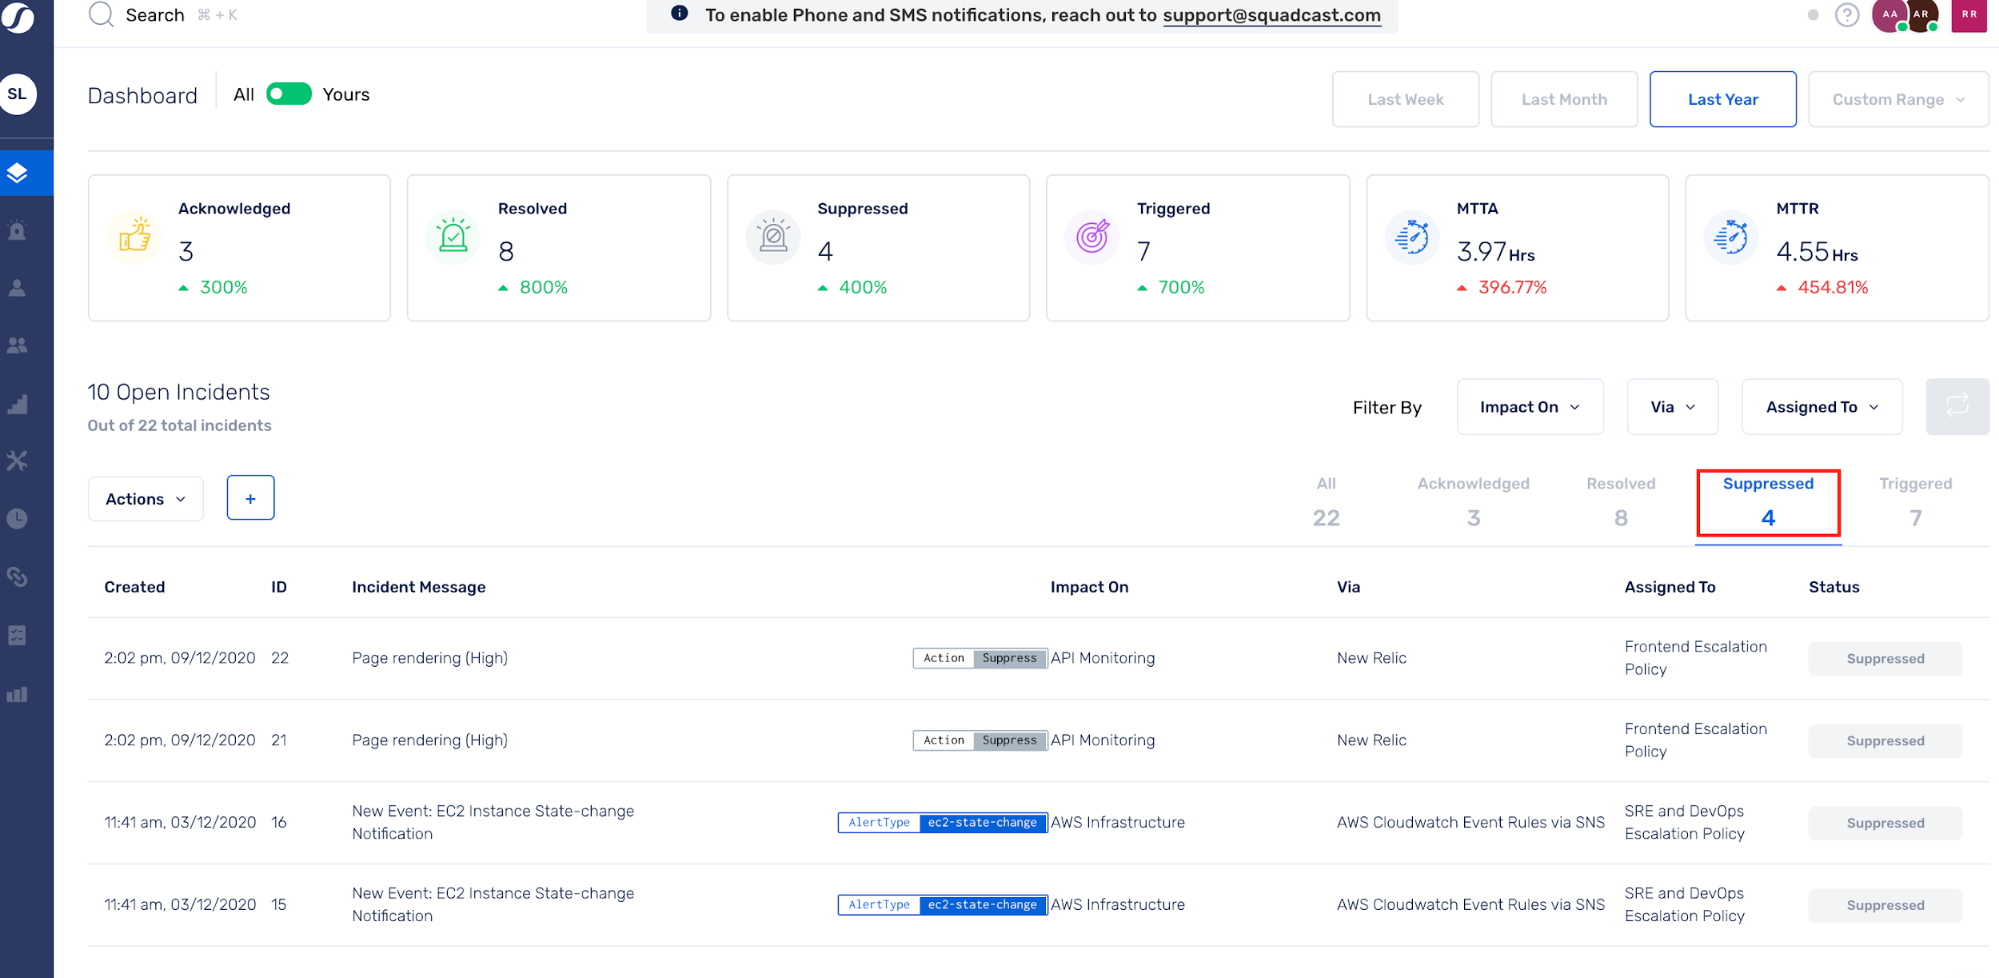 Search ⌘ + K
To enable Phone and SMS notifications, reach out to support@squadcast.com
AA AR RR
SL
Dashboard All Yours
Last Week Last Month Last Year Custom Range
Acknowledged
3
300%
Resolved
8
800%
Suppressed
4
400%
Triggered
7
700%
MTTA
3.97 Hrs
396.77%
MTTR
4.55 Hrs
454.81%
10 Open Incidents
Out of 22 total incidents
Filter By Impact On Via Assigned To
Actions +
All Acknowledged Resolved Suppressed Triggered
22 3 8 4 7
Created ID Incident Message Impact On Via Assigned To Status
2:02 pm, 09/12/2020 22 Page rendering (High) Action Suppress API Monitoring New Relic Frontend Escalation Suppressed
Policy
2:02 pm, 09/12/2020 21 Page rendering (High) Action Suppress API Monitoring New Relic Frontend Escalation Suppressed
Policy
11:41 am, 03/12/2020 16 New Event: EC2 Instance State-change AlertType ec2-state-change AWS Infrastructure AWS Cloudwatch Event Rules via SNS SRE and DevOps Suppressed
Notification Escalation Policy
11:41 am, 03/12/2020 15 New Event: EC2 Instance State-change AlertType ec2-state-change AWS Infrastructure AWS Cloudwatch Event Rules via SNS SRE and DevOps Suppressed
Notification Escalation Policy